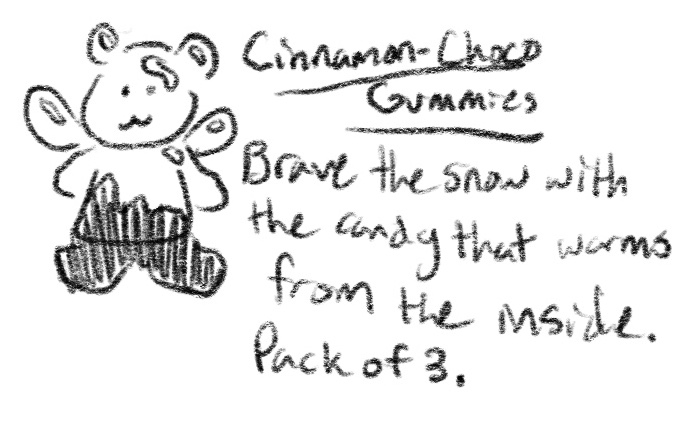 Cinnamon-Choco
Gummies
Brave the snow with
the candy that warms
from the inside.
Pack of 3.